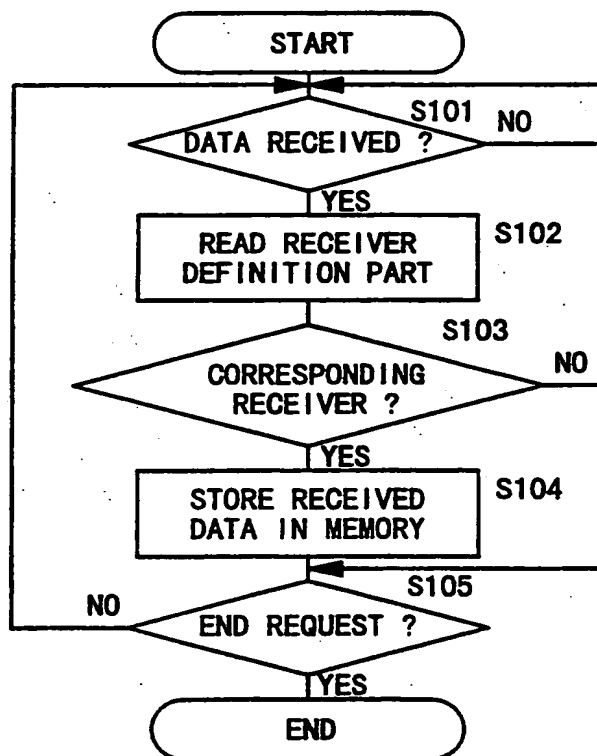 START
S101
DATA RECEIVED ?
NO
YES
S102
READ RECEIVER
DEFINITION PART
S103
NO
CORRESPONDING
RECEIVER ?
YES
S104
STORE RECEIVED
DATA IN MEMORY
S105
NO
END REQUEST ?
YES
END